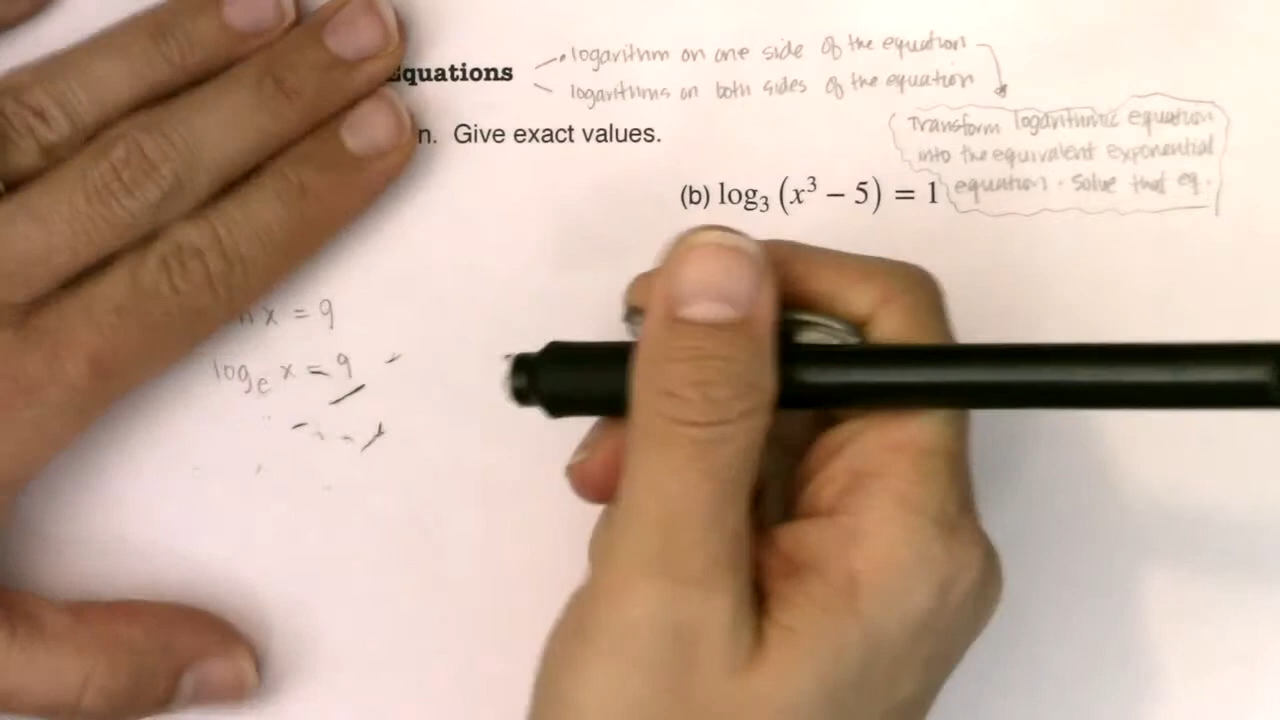 Equations
• logarithm on one side of the equation
logarithms on both sides of the equation
n. Give exact values.
Transform logarithmic equation
into the equivalent exponential
equation. Solve that eq.
(b) log₃ (x³ − 5) = 1
x = 9
logₑ x = 9